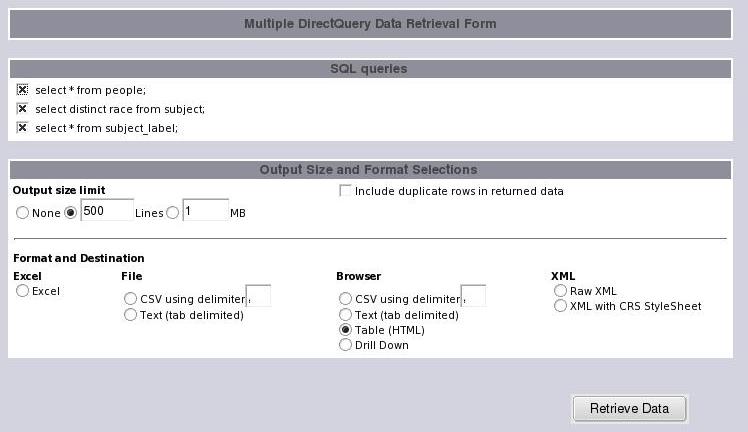 Multiple DirectQuery Data Retrieval Form
SQL queries
select * from people;
select distinct race from subject;
select * from subject_label;
Output Size and Format Selections
Output size limit
Include duplicate rows in returned data
None 500 Lines 1 MB
Format and Destination
Excel File Browser XML
Excel CSV using delimiter , CSV using delimiter , Raw XML
Text (tab delimited) Text (tab delimited) XML with CRS StyleSheet
Table (HTML)
Drill Down
Retrieve Data